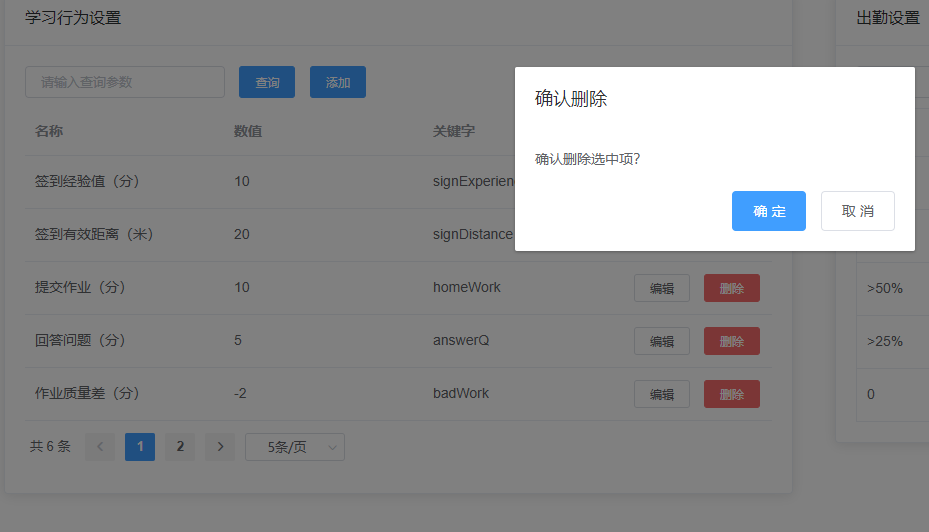 学习行为设置
出勤设置
请输入查询参数
查询
添加
确认删除
名称
数值
关键字
确认删除选中项?
签到经验值（分）
10
signExperien
确 定
取 消
签到有效距离（米）
20
signDistances
提交作业（分）
10
homeWork
编辑
删除
>50%
回答问题（分）
5
answerQ
编辑
删除
>25%
作业质量差（分）
-2
badWork
编辑
删除
0
共 6 条
1
2
5条/页